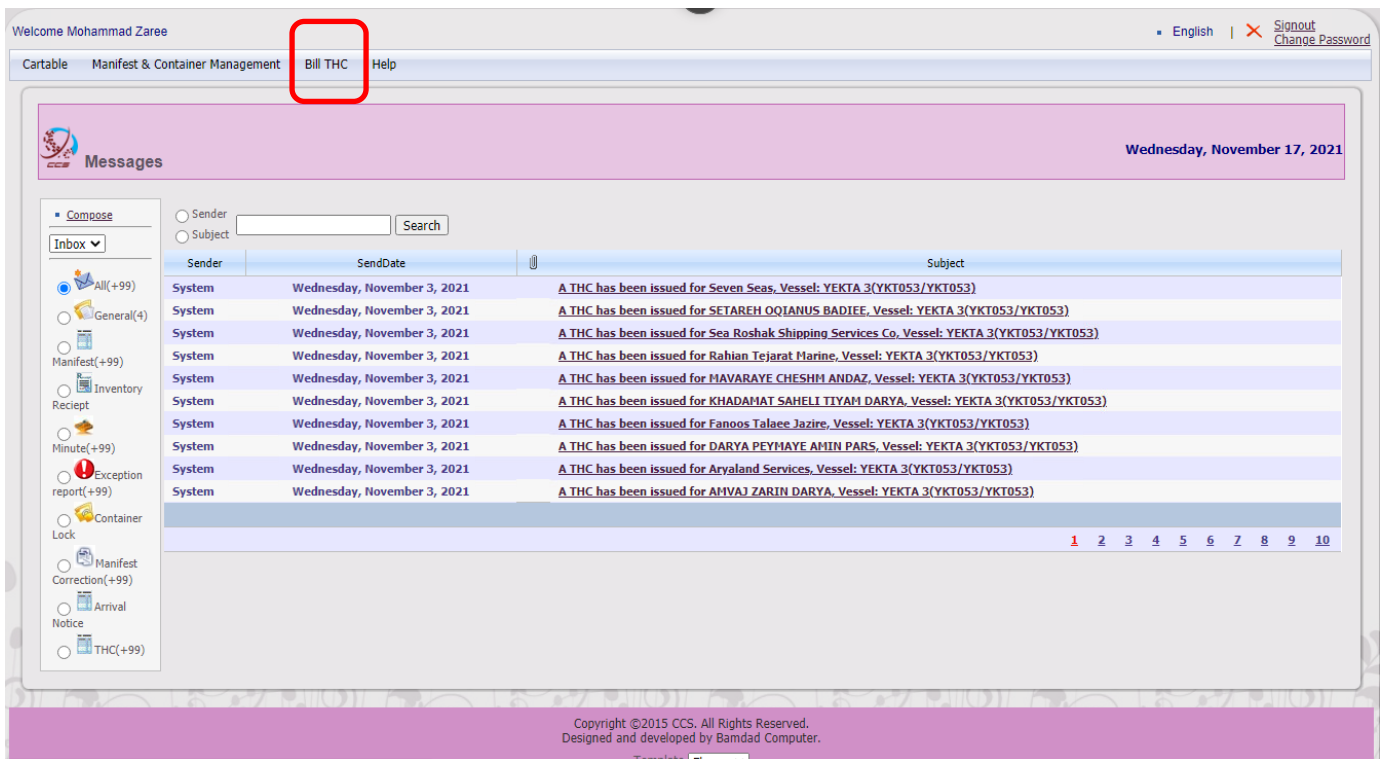 Welcome Mohammad Zaree
English | Signout
Change Password
Cartable Manifest & Container Management Bill THC Help
CCS Messages
Wednesday, November 17, 2021
Compose
Inbox
All(+99)
General(4)
Manifest(+99)
Inventory
Reciept
Minute(+99)
Exception
report(+99)
Container
Lock
Manifest
Correction(+99)
Arrival
Notice
THC(+99)
Sender
Subject
Search
Sender SendDate Subject
System Wednesday, November 3, 2021 A THC has been issued for Seven Seas, Vessel: YEKTA 3(YKT053/YKT053)
System Wednesday, November 3, 2021 A THC has been issued for SETAREH OQIANUS BADIEE, Vessel: YEKTA 3(YKT053/YKT053)
System Wednesday, November 3, 2021 A THC has been issued for Sea Roshak Shipping Services Co, Vessel: YEKTA 3(YKT053/YKT053)
System Wednesday, November 3, 2021 A THC has been issued for Rahian Tejarat Marine, Vessel: YEKTA 3(YKT053/YKT053)
System Wednesday, November 3, 2021 A THC has been issued for MAVARAYE CHESHM ANDAZ, Vessel: YEKTA 3(YKT053/YKT053)
System Wednesday, November 3, 2021 A THC has been issued for KHADAMAT SAHELI TIYAM DARYA, Vessel: YEKTA 3(YKT053/YKT053)
System Wednesday, November 3, 2021 A THC has been issued for Fanoos Talaee Jazire, Vessel: YEKTA 3(YKT053/YKT053)
System Wednesday, November 3, 2021 A THC has been issued for DARYA PEYMAYE AMIN PARS, Vessel: YEKTA 3(YKT053/YKT053)
System Wednesday, November 3, 2021 A THC has been issued for Aryaland Services, Vessel: YEKTA 3(YKT053/YKT053)
System Wednesday, November 3, 2021 A THC has been issued for AMVAJ ZARIN DARYA, Vessel: YEKTA 3(YKT053/YKT053)
1 2 3 4 5 6 7 8 9 10
Copyright ©2015 CCS. All Rights Reserved.
Designed and developed by Bamdad Computer.